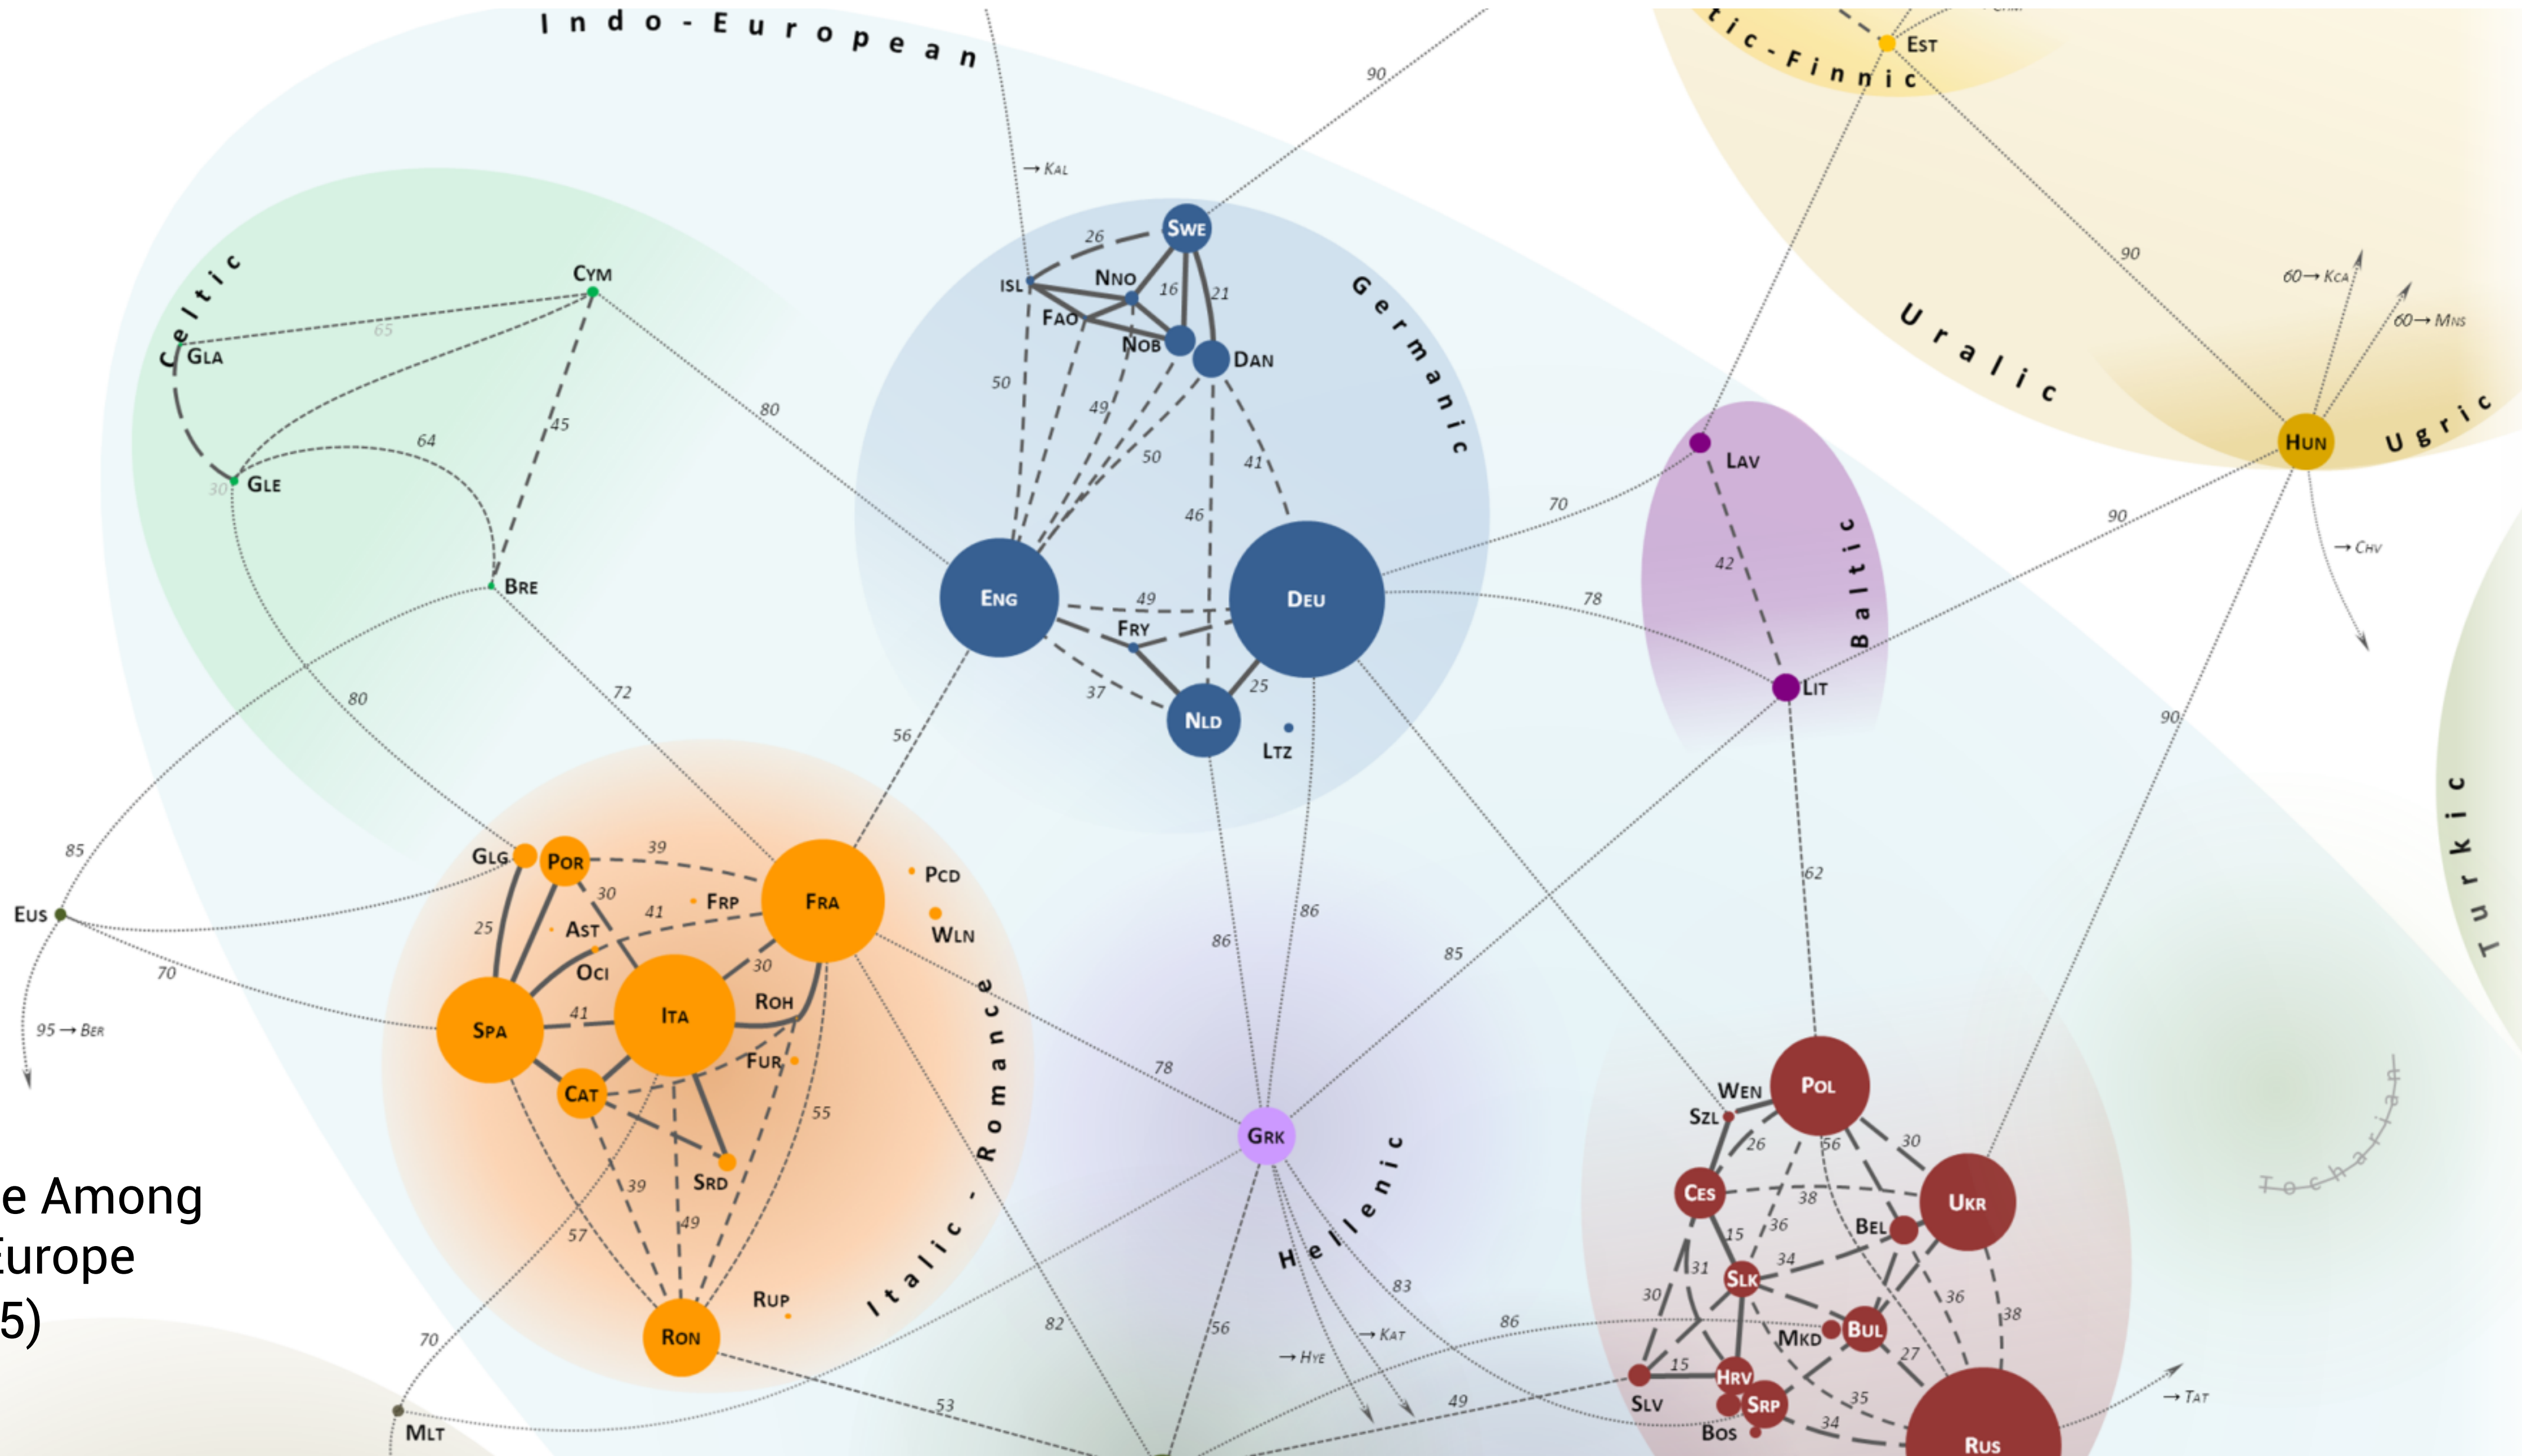 Indo-European
tic-Finnic
EST
90
→ KAL
SWE
26
ISL
NNO
16
21
FAO
NOB
DAN
Germanic
Celtic
CYM
65
GLA
45
64
30
GLE
BRE
80
50
49
50
41
46
ENG
49
DEU
FRY
37
25
NLD
LTZ
Uralic
90
60→ KCA
60→ MNS
HUN
Ugric
→ CHV
LAV
70
42
Baltic
78
LIT
90
90
Turkic
80
72
56
85
EUS
70
95→ BER
GLG
POR
39
30
FRP
FRA
PCD
WLN
25
AST
41
OCI
30
ITA
ROH
SPA
41
FUR
CAT
55
SRD
39
49
57
RUP
RON
Italic-Romance
86
86
85
78
GRK
Hellenic
62
82
56
83
→ KAT
→ HYE
86
53
49
70
MLT
e Among
Europe
5)
WEN
POL
SZL
26
56
30
CES
38
UKR
36
BEL
15
34
31
SLK
30
36
38
MKD
BUL
27
15
HRV
SLV
SRP
35
34
BOS
RUS
→ TAT
Tocharian